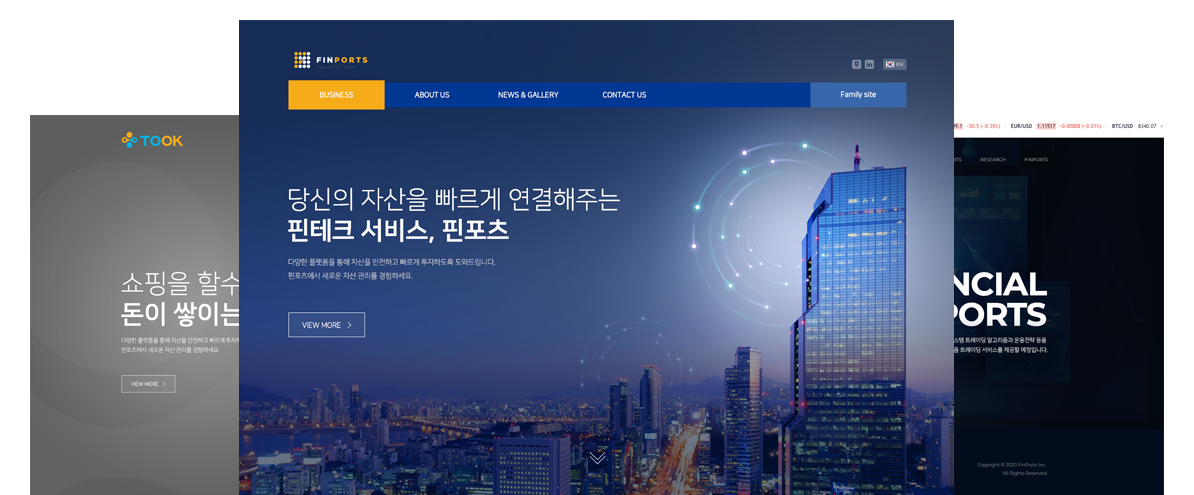 FINPORTS
KR
BUSINESS
ABOUT US
NEWS & GALLERY
CONTACT US
Family site
당신의 자산을 빠르게 연결해주는
핀테크 서비스, 핀포츠
다양한 플랫폼을 통해 자산을 안전하고 빠르게 투자하도록 도와드립니다.
핀포츠에서 새로운 자산 관리를 경험하세요.
VIEW MORE
TOOK
쇼핑을 할수
돈이 쌓이는
다양한 플랫폼을 통해 자산을 안전하고 빠르게 투자하
핀포츠에서 새로운 자산 관리를 경험하세요.
VIEW MORE
-30.5 (-0.35%) EUR/USD 1.11517 -0.00008 (-0.01%) BTC/USD 8340.07
RESEARCH
FINPORTS
NCIAL
PORTS
트레이딩 알고리즘과 운용전략 등을
트레이딩 서비스를 제공할 예정입니다.
Copyright © 2020 FinPorts Inc.
All Rights Reserved.